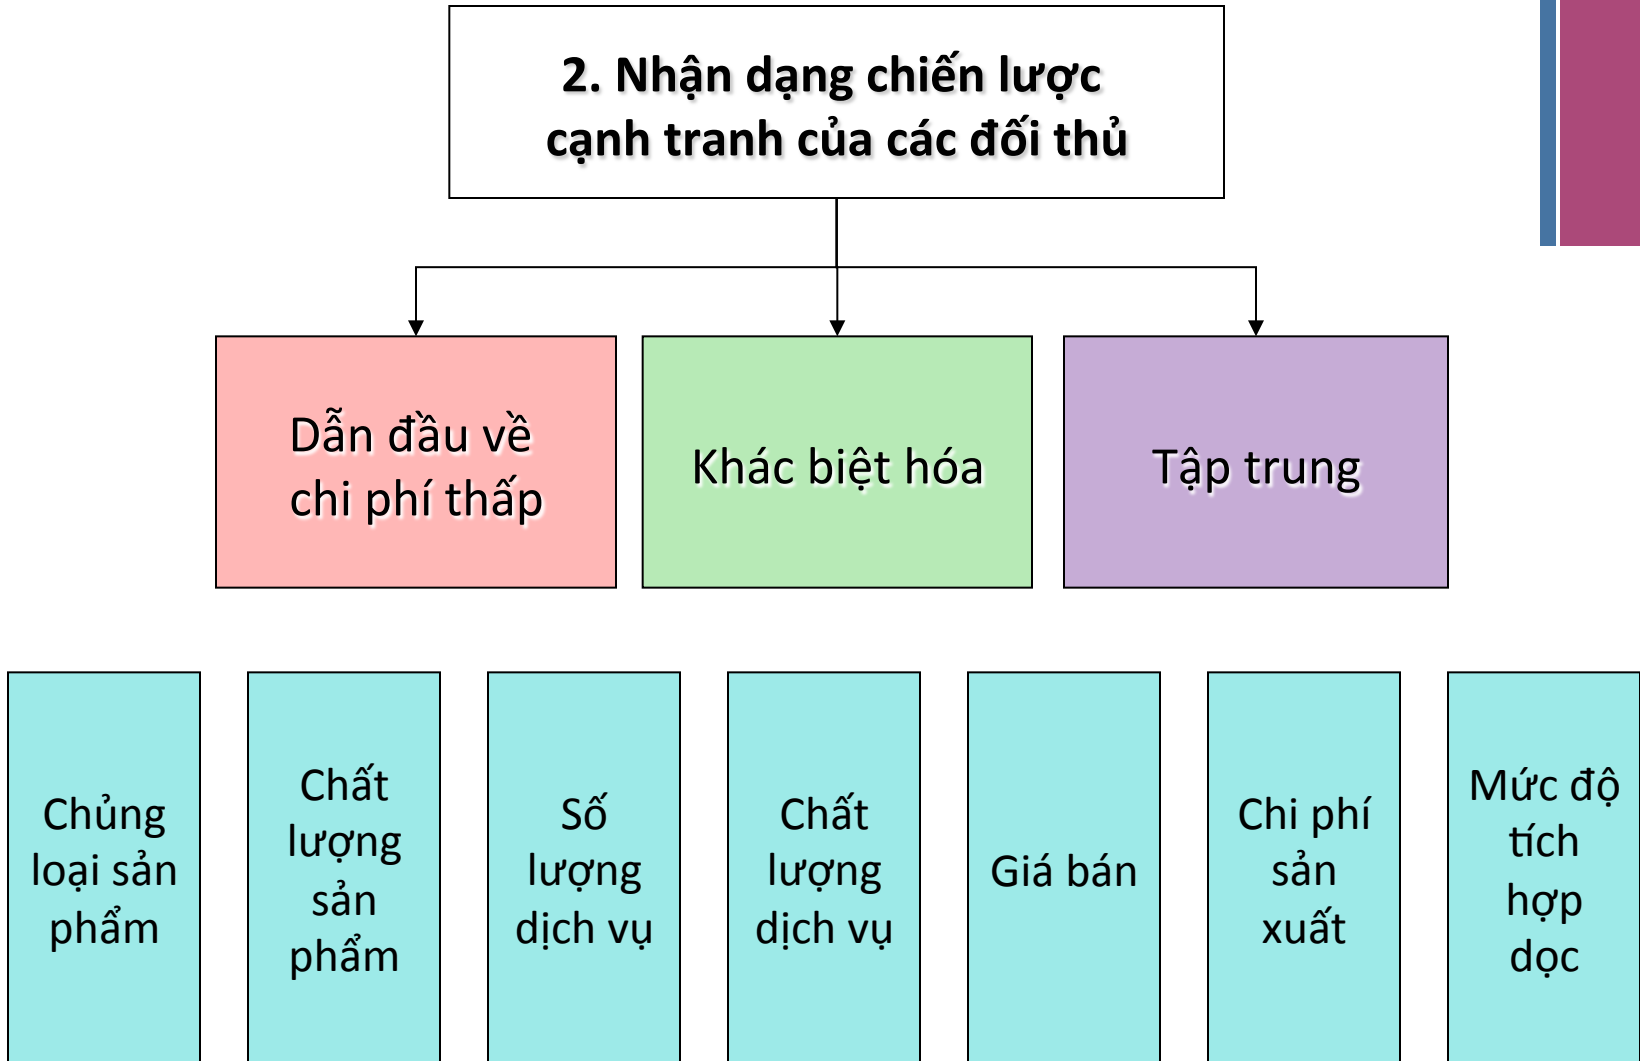 2. Nhận dạng chiến lược
cạnh tranh của các đối thủ
Dẫn đầu về
chi phí thấp
Khác biệt hóa
Tập trung
Chủng
loại sản
phẩm
Chất
lượng
sản
phẩm
Số
lượng
dịch vụ
Chất
lượng
dịch vụ
Giá bán
Chi phí
sản
xuất
Mức độ
tích
hợp
dọc